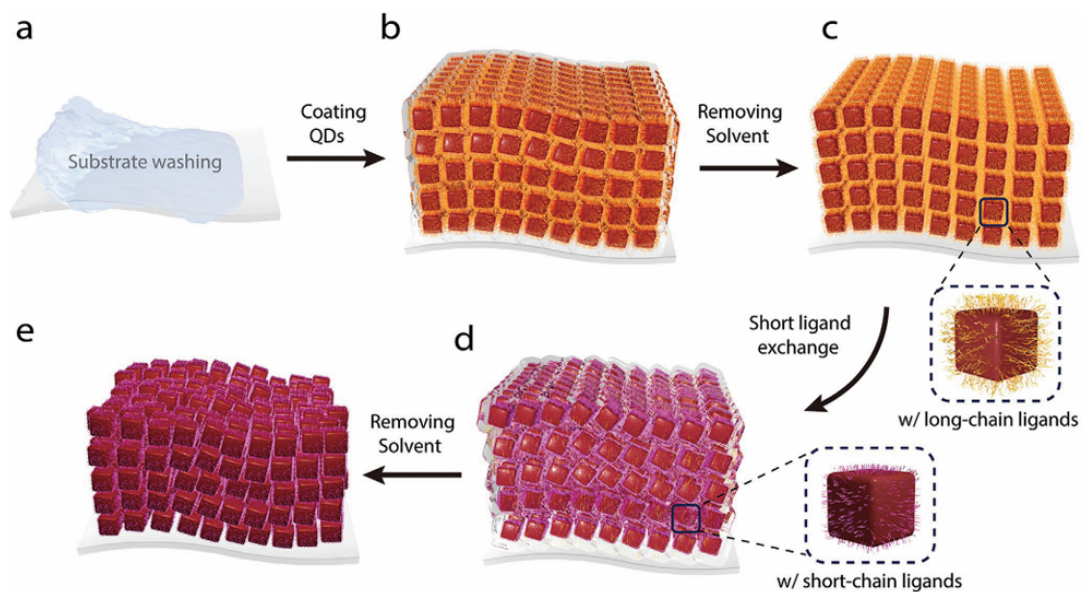 a
Substrate washing
Coating
QDs
b
Removing
Solvent
c
Short ligand
exchange
w/ long-chain ligands
d
w/ short-chain ligands
Removing
Solvent
e